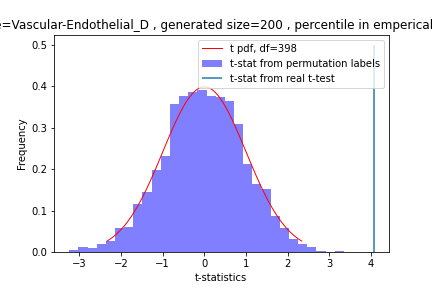 e=Vascular-Endothelial_D , generated size=200 , percentile in emperical
t pdf, df=398
t-stat from permutation labels
t-stat from real t-test
Frequency
0.5
0.4
0.3
0.2
0.1
0.0
−3 −2 −1 0 1 2 3 4
t-statistics